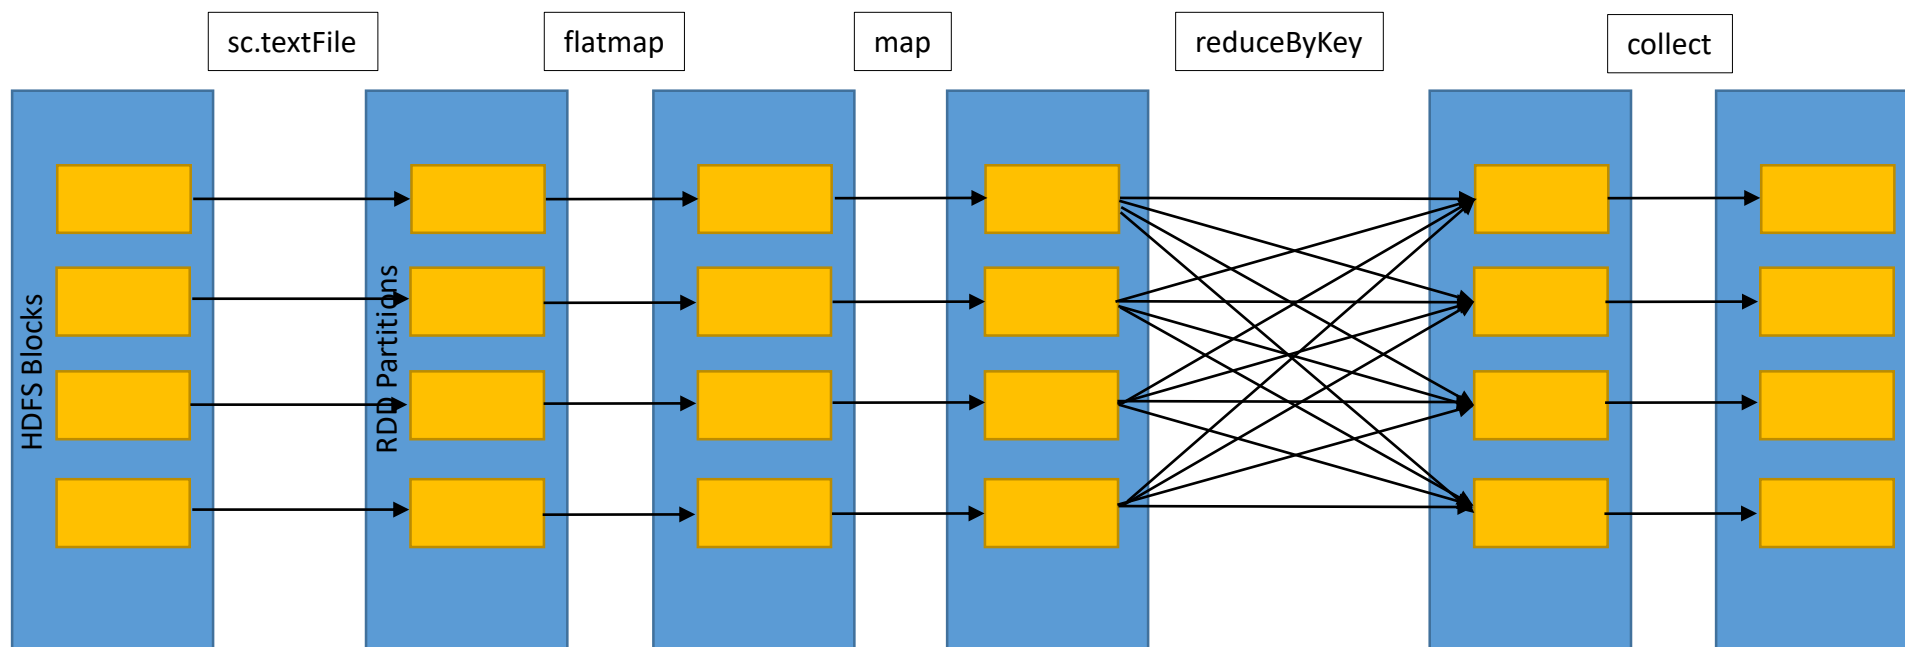 sc.textFile
flatmap
map
reduceByKey
collect
HDFS Blocks
RDD Partitions